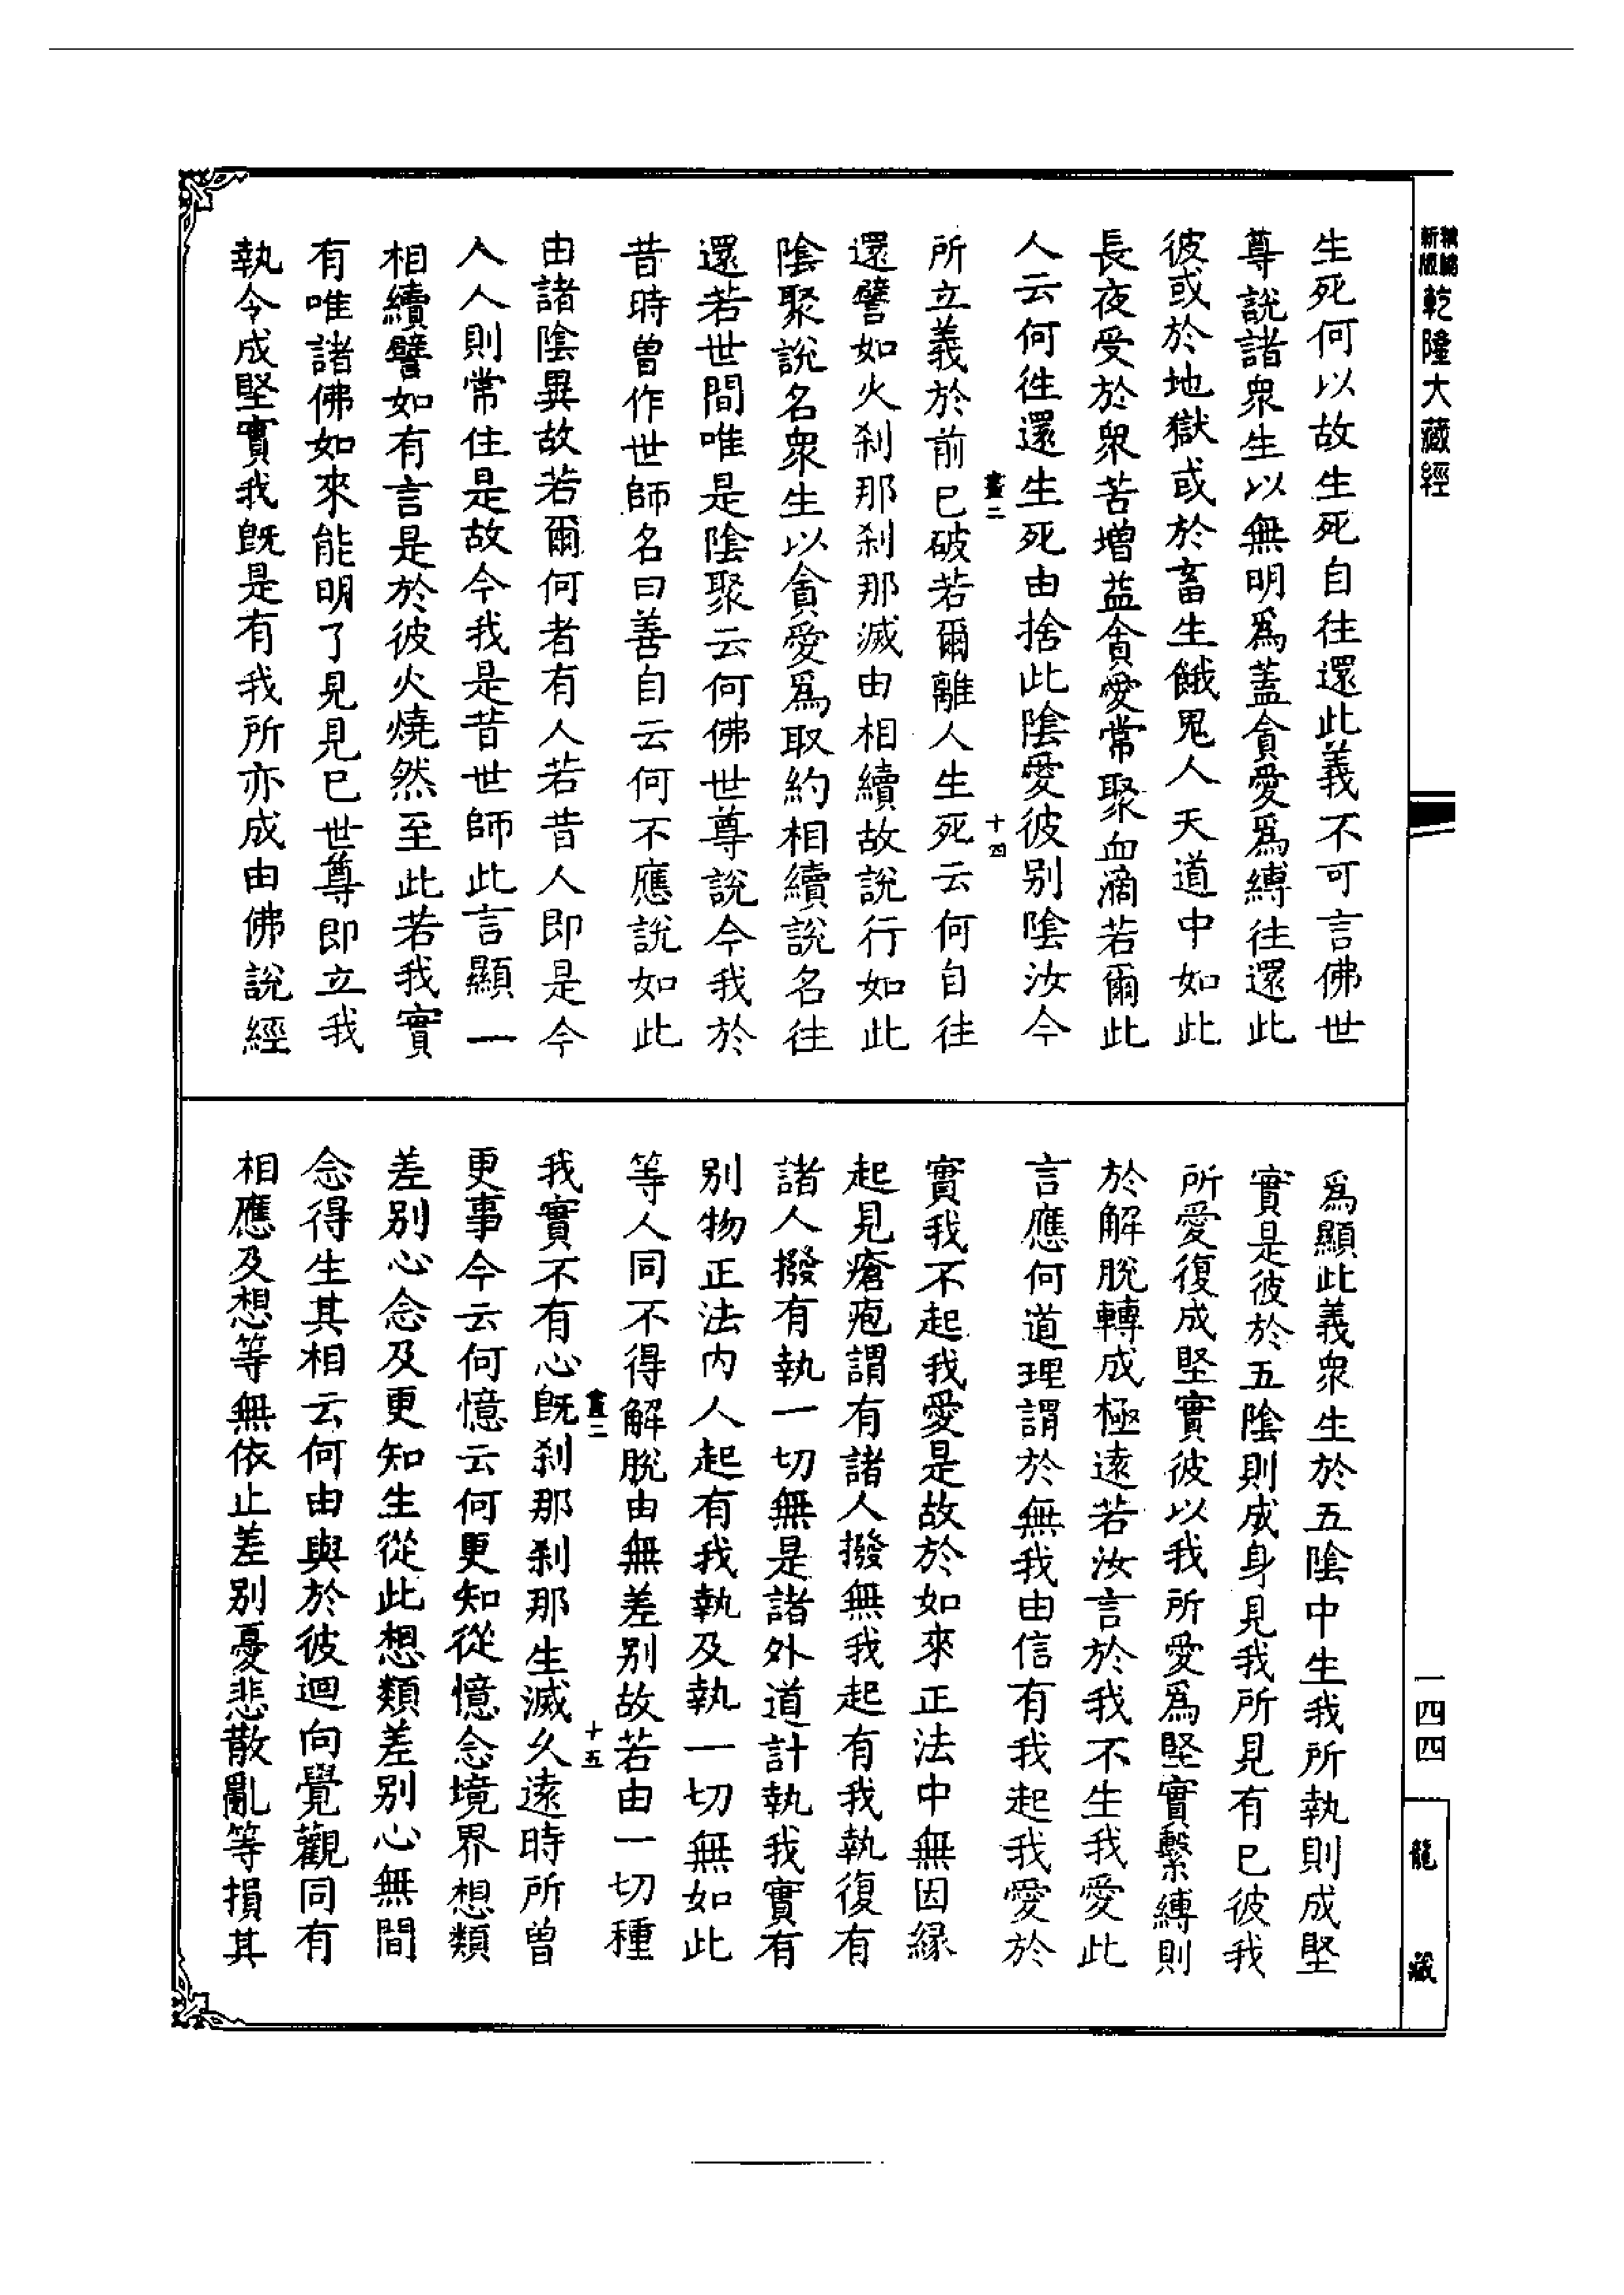 新編
新版
乾隆大藏經
生死何以故生死自往還此義不可言佛世
尊說諸衆生以無明爲蓋貪愛爲縛往還此
彼或於地獄或於畜生餓鬼人天道中如此
長夜受於衆苦增益貪愛常聚血滴若爾此
人云何徃還生死由捨此陰愛彼别陰汝今
畫二
十四
所立義於前已破若爾離人生死云何自往
還譬如火刹那刹那滅由相續故說行如此
陰聚說名衆生以貪愛爲取約相續說名往
還若世間唯是陰聚云何佛世尊說今我於
昔時曾作世師名曰善自云何不應說如此
由諸陰異故若爾何者有人若昔人即是今
人人則常住是故今我是昔世師此言顯一
相續譬如有言是於彼火燒然至此若我實
有唯諸佛如來能明了見見已世尊即立我
執令成堅實我既是有我所亦成由佛說經
爲顯此義衆生於五陰中生我所執則成堅
實是彼於五陰則成身見我所見有已彼我
所愛復成堅實彼以我所愛爲堅實繫縛則
於解脫轉成極遠若汝言於我不生我愛此
言應何道理謂於無我由信有我起我愛於
實我不起我愛是故於如來正法中無因縁
起見瘡疱謂有諸人撥無我起有我執復有
諸人撥有執一切無是諸外道計執我實有
别物正法内人起有我執及執一切無如此
等人同不得解脫由無差别故若由一切種
畫二
十五
我實不有心既刹那刹那生滅久遠時所曾
更事今云何憶云何更知從憶念境界想類
差别心念及更知生從此想類差别心無間
念得生其相云何由與於彼迴向覺觀同有
相應及想等無依止差别憂悲散亂等損其
一四四
龍藏